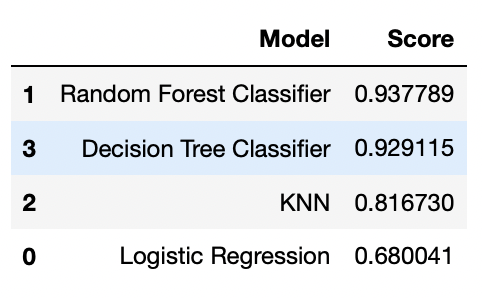 Model Score
1 Random Forest Classifier 0.937789
3 Decision Tree Classifier 0.929115
2 KNN 0.816730
0 Logistic Regression 0.680041